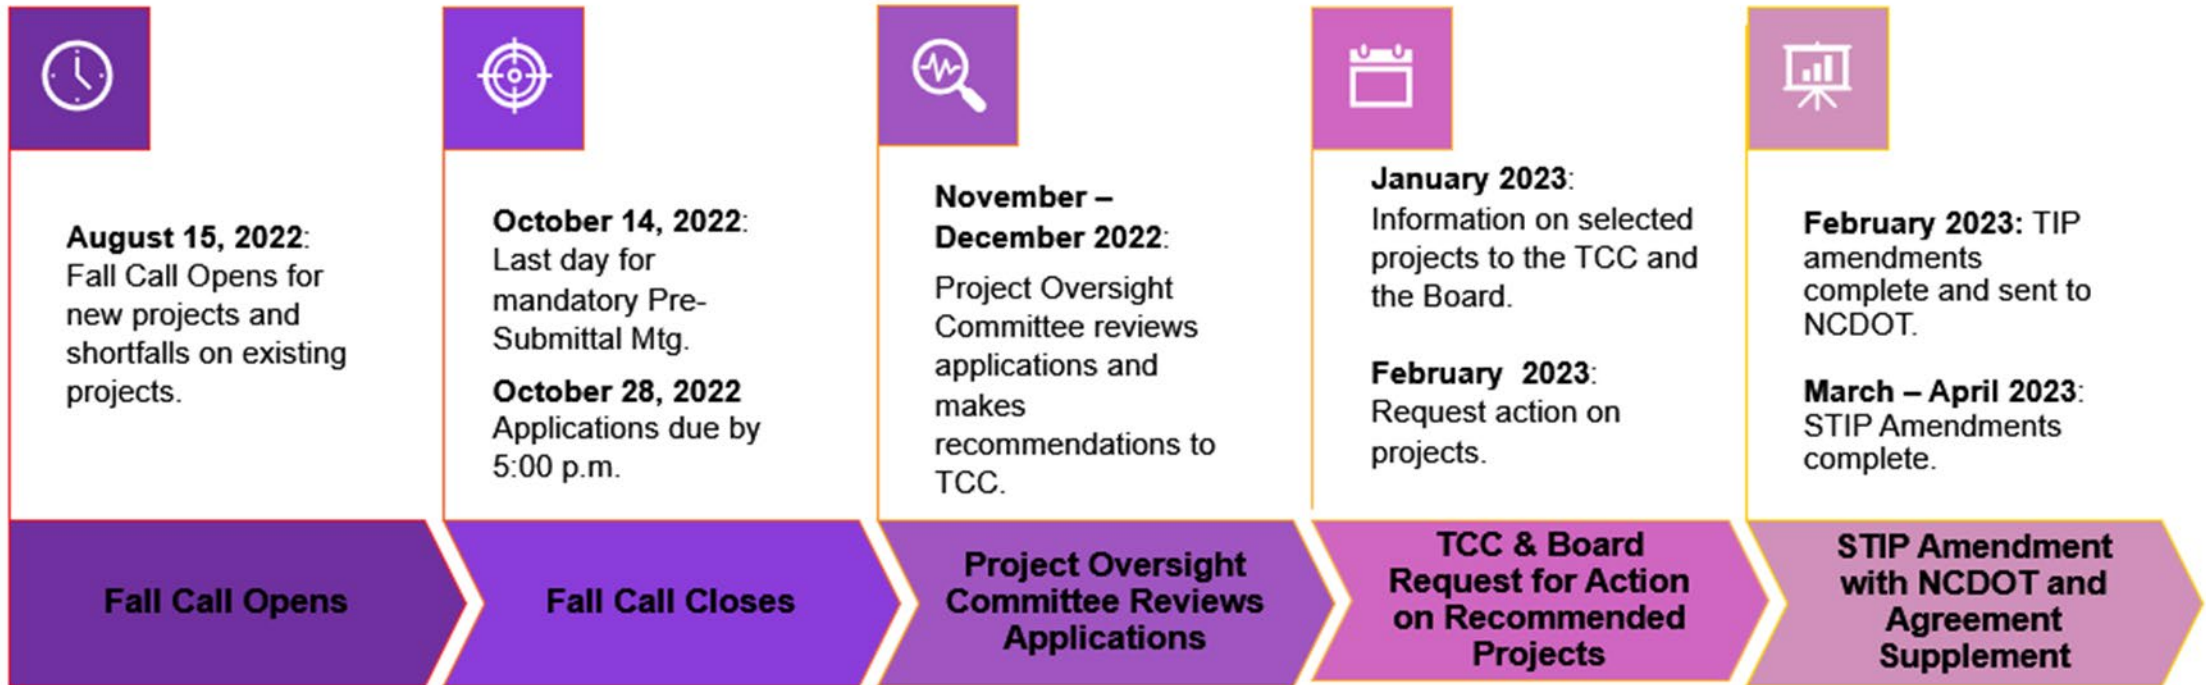 August 15, 2022:
Fall Call Opens for
new projects and
shortfalls on existing
projects.
Fall Call Opens
October 14, 2022:
Last day for
mandatory Pre-
Submittal Mtg.
October 28, 2022
Applications due by
5:00 p.m.
Fall Call Closes
November –
December 2022:
Project Oversight
Committee reviews
applications and
makes
recommendations to
TCC.
Project Oversight
Committee Reviews
Applications
January 2023:
Information on selected
projects to the TCC and
the Board.
February 2023:
Request action on
projects.
TCC & Board
Request for Action
on Recommended
Projects
February 2023: TIP
amendments
complete and sent to
NCDOT.
March – April 2023:
STIP Amendments
complete.
STIP Amendment
with NCDOT and
Agreement
Supplement